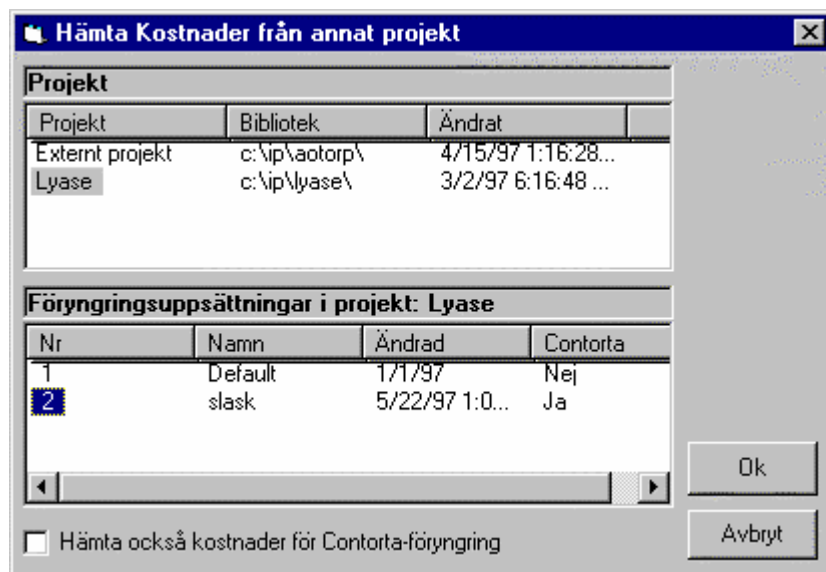 Hämta Kostnader från annat projekt
Projekt
Projekt Bibliotek Ändrat
Externt projekt c:\ip\aotorp\ 4/15/97 1:16:28...
Lyase c:\ip\lyase\ 3/2/97 6:16:48 ...
Föryngringsuppsättningar i projekt: Lyase
Nr Namn Ändrad Contorta
1 Default 1/1/97 Nej
2 slask 5/22/97 1:0... Ja
Ok
Hämta också kostnader för Contorta-föryngring
Avbryt